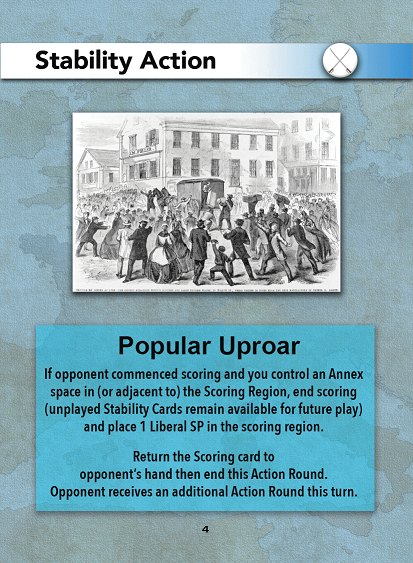 Stability Action
Popular Uproar
If opponent commenced scoring and you control an Annex
space in (or adjacent to) the Scoring Region, end scoring
(unplayed Stability Cards remain available for future play)
and place 1 Liberal SP in the scoring region.
Return the Scoring card to
opponent's hand then end this Action Round.
Opponent receives an additional Action Round this turn.
4